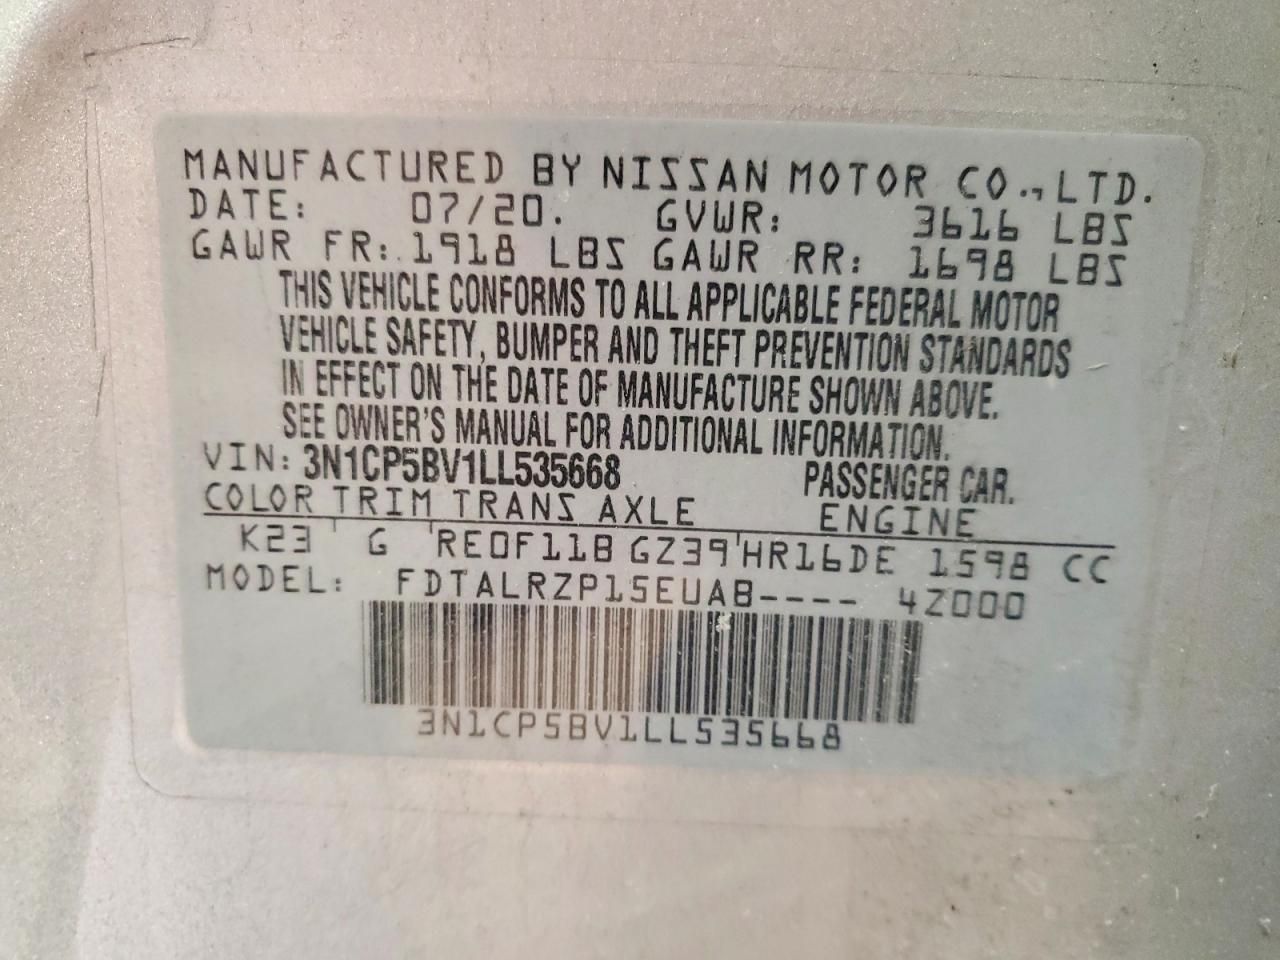 MANUFACTURED BY NISSAN MOTOR CO., LTD.
DATE: 07/20. GVWR: 3616 LBS
GAWR FR: 1918 LBS GAWR RR: 1698 LBS
THIS VEHICLE CONFORMS TO ALL APPLICABLE FEDERAL MOTOR
VEHICLE SAFETY, BUMPER AND THEFT PREVENTION STANDARDS
IN EFFECT ON THE DATE OF MANUFACTURE SHOWN ABOVE.
SEE OWNER'S MANUAL FOR ADDITIONAL INFORMATION.
VIN: 3N1CP5BV1LL535668 PASSENGER CAR.
COLOR TRIM TRANS AXLE ENGINE
K23 G RE0F11B GZ39 HR16DE 1598 CC
MODEL: FDTALRZP15EUAB---- 4Z000
3N1CP5BV1LL535668